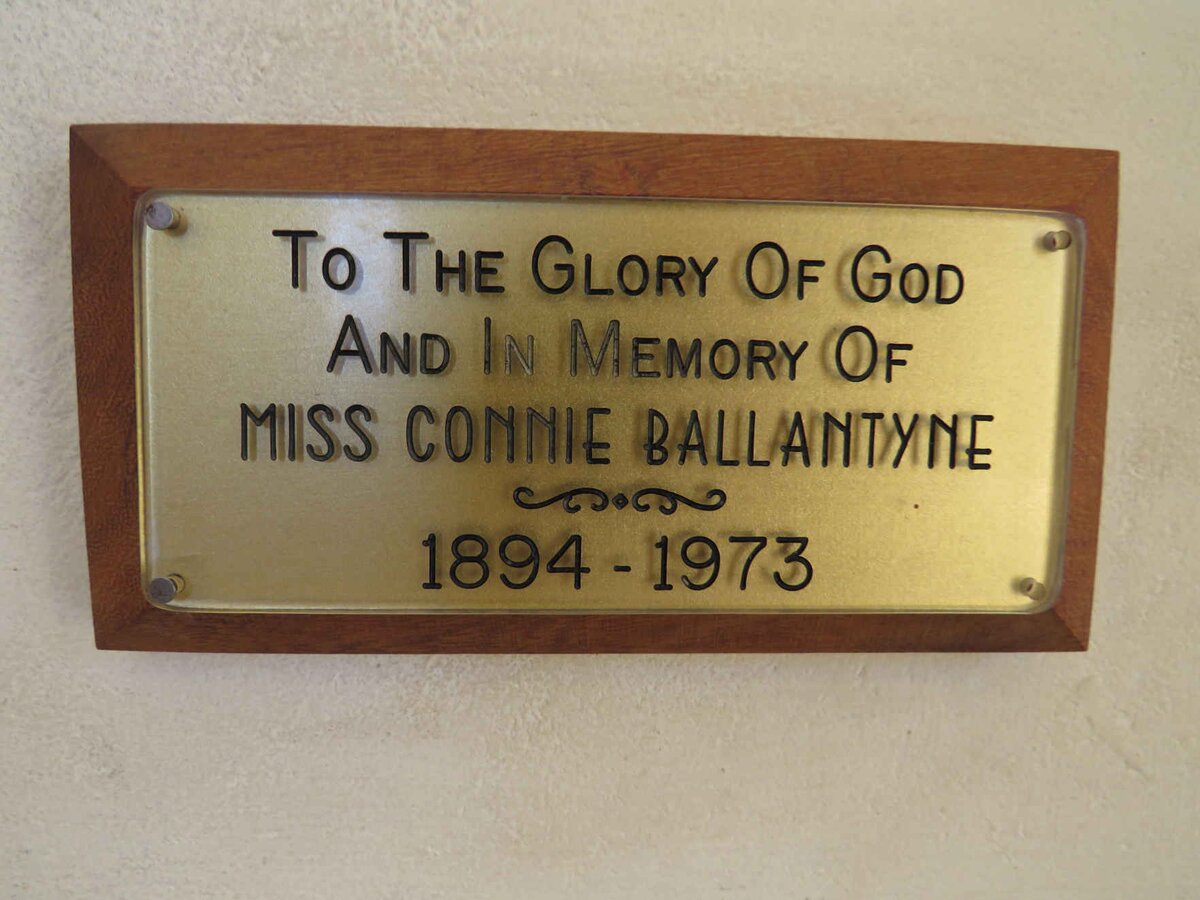 To The Glory Of God
And In Memory Of
MISS CONNIE BALLANTYNE
1894 - 1973